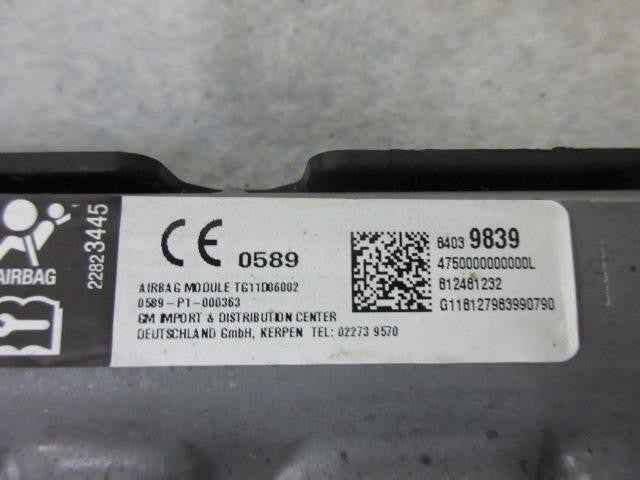 AIRBAG
22823445
CE 0589
AIRBAG MODULE TG11D06002
0589-P1-000363
GM IMPORT & DISTRIBUTION CENTER
DEUTSCHLAND GmbH, KERPEN TEL: 02273 9570
8403 9839
4750000000000L
812481232
G118127983990790